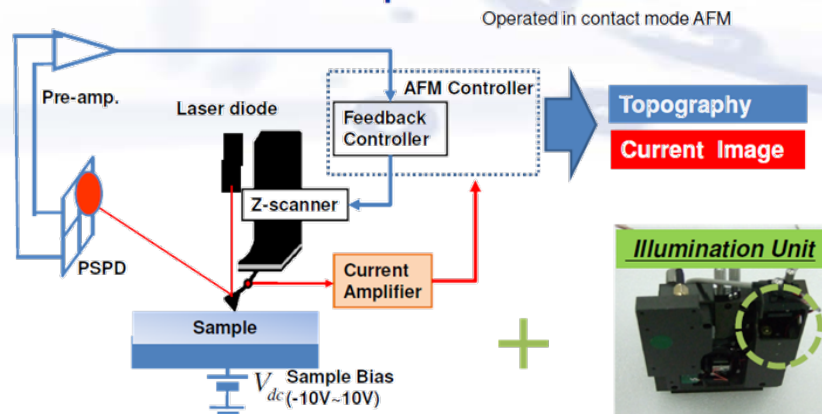 Operated in contact mode AFM
Pre-amp.
Laser diode
AFM Controller
Feedback
Controller
Topography
Current Image
Z-scanner
PSPD
Current
Amplifier
Illumination Unit
Sample
V_dc
Sample Bias
(-10V~10V)